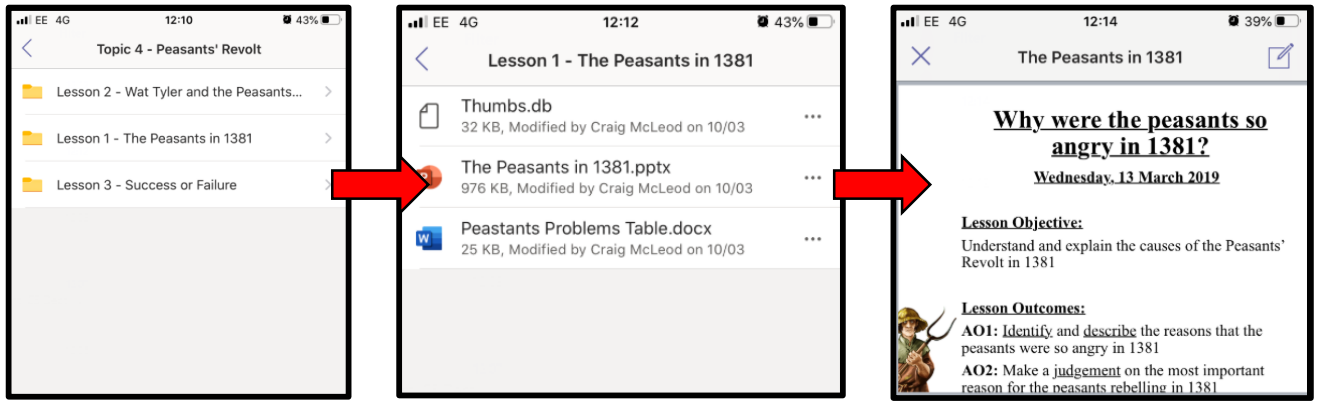 EE 4G 12:10 43%
Topic 4 - Peasants' Revolt
Lesson 2 - Wat Tyler and the Peasants...
Lesson 1 - The Peasants in 1381
Lesson 3 - Success or Failure
EE 4G 12:12 43%
Lesson 1 - The Peasants in 1381
Thumbs.db
32 KB, Modified by Craig McLeod on 10/03
The Peasants in 1381.pptx
976 KB, Modified by Craig McLeod on 10/03
W
Peastants Problems Table.docx
25 KB, Modified by Craig McLeod on 10/03
EE 4G 12:14 39%
The Peasants in 1381
Why were the peasants so
angry in 1381?
Wednesday, 13 March 2019
Lesson Objective:
Understand and explain the causes of the Peasants'
Revolt in 1381
Lesson Outcomes:
AO1: Identify and describe the reasons that the
peasants were so angry in 1381
AO2: Make a judgement on the most important
reason for the peasants rebelling in 1381